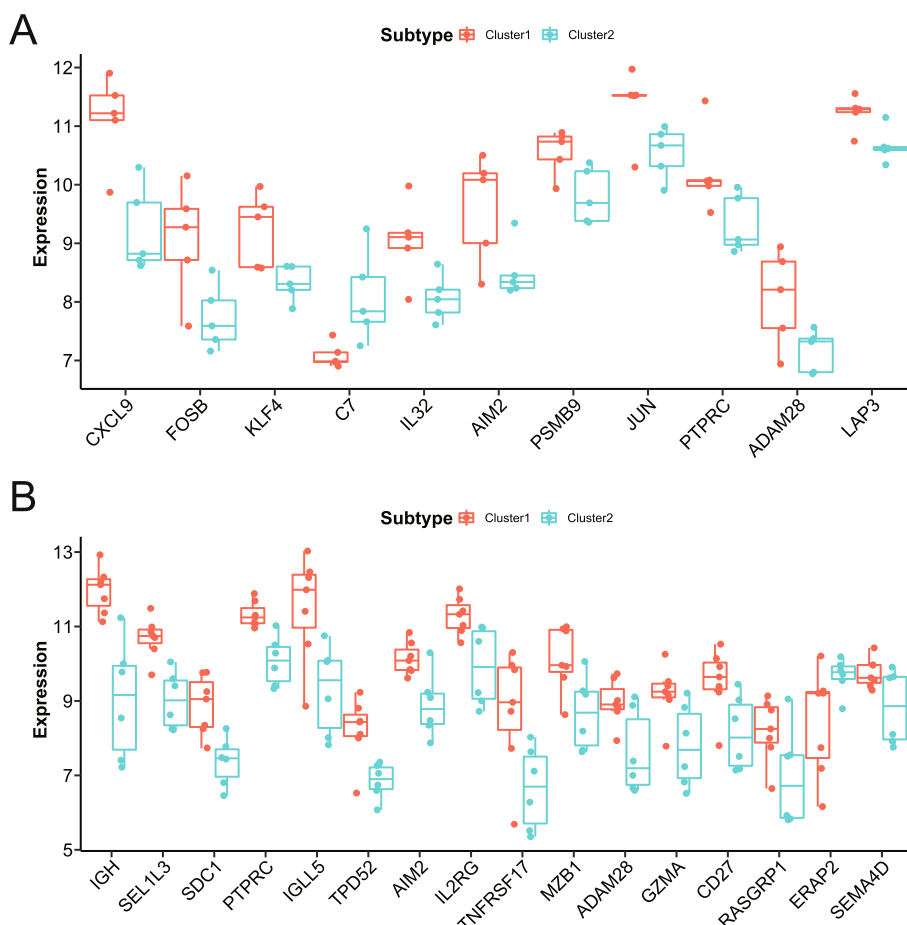 A
Subtype Cluster1 Cluster2
Expression
12
11
10
9
8
7
CXCL9 FOSB KLF4 C7 IL32 AIM2 PSMB9 JUN PTPRC ADAM28 LAP3
B
Subtype Cluster1 Cluster2
Expression
13
11
9
7
5
IGH SEL1L3 SDC1 PTPRC IGLL5 TPD52 AIM2 IL2RG TNFRSF17 MZB1 ADAM28 GZMA CD27 RASGRP1 ERAP2 SEMA4D